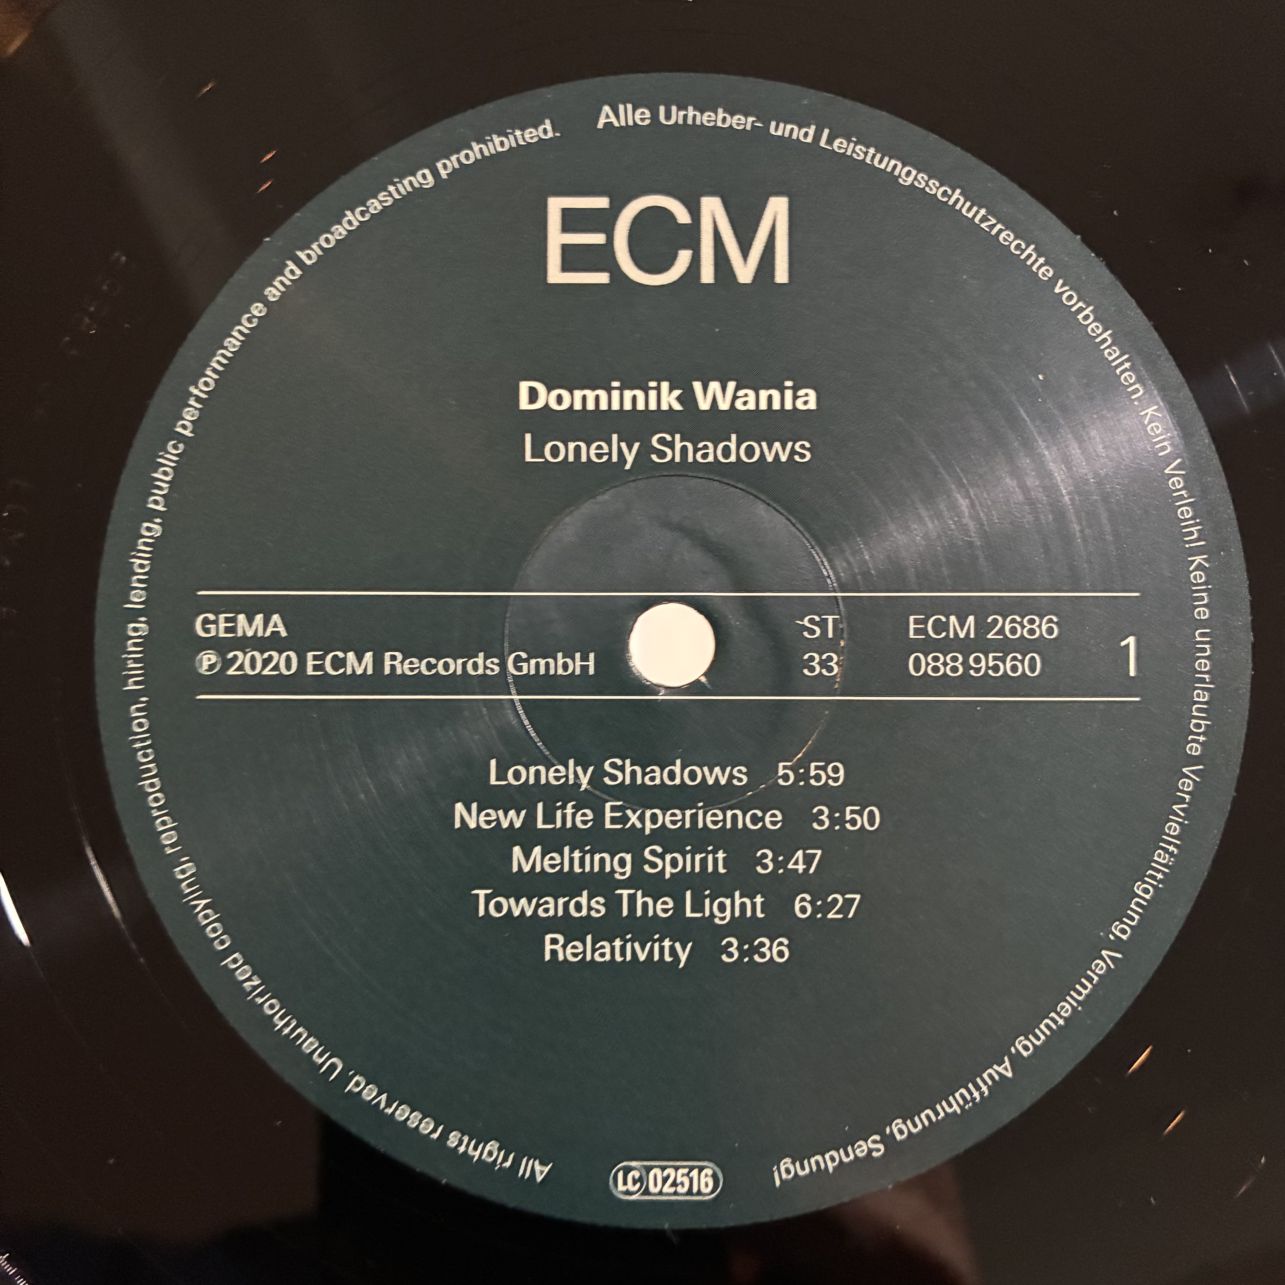 Alle Urheber- und Leistungsschutzrechte vorbehalten. Kein Verleih! Keine unerlaubte Vervielfältigung, Vermietung, Aufführung, Sendung!
ECM
Dominik Wania
Lonely Shadows
GEMA
℗ 2020 ECM Records GmbH
ST
33
ECM 2686
088 9560
1
Lonely Shadows 5:59
New Life Experience 3:50
Melting Spirit 3:47
Towards The Light 6:27
Relativity 3:36
LC 02516
All rights reserved. Unauthorized copying, reproduction, hiring, lending, public performance and broadcasting prohibited.